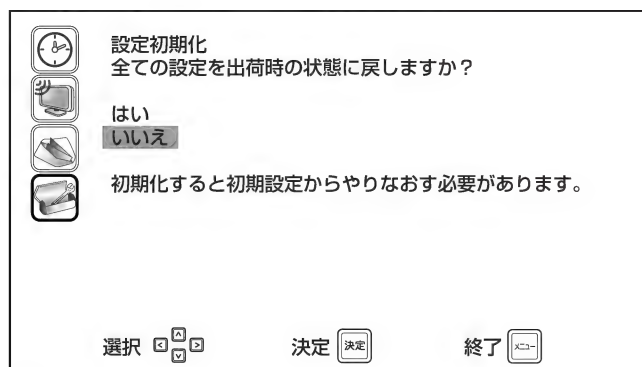 設定初期化
全ての設定を出荷時の状態に戻しますか？
はい
いいえ
初期化すると初期設定からやりなおす必要があります。
選択 決定 決定 終了 メニュー